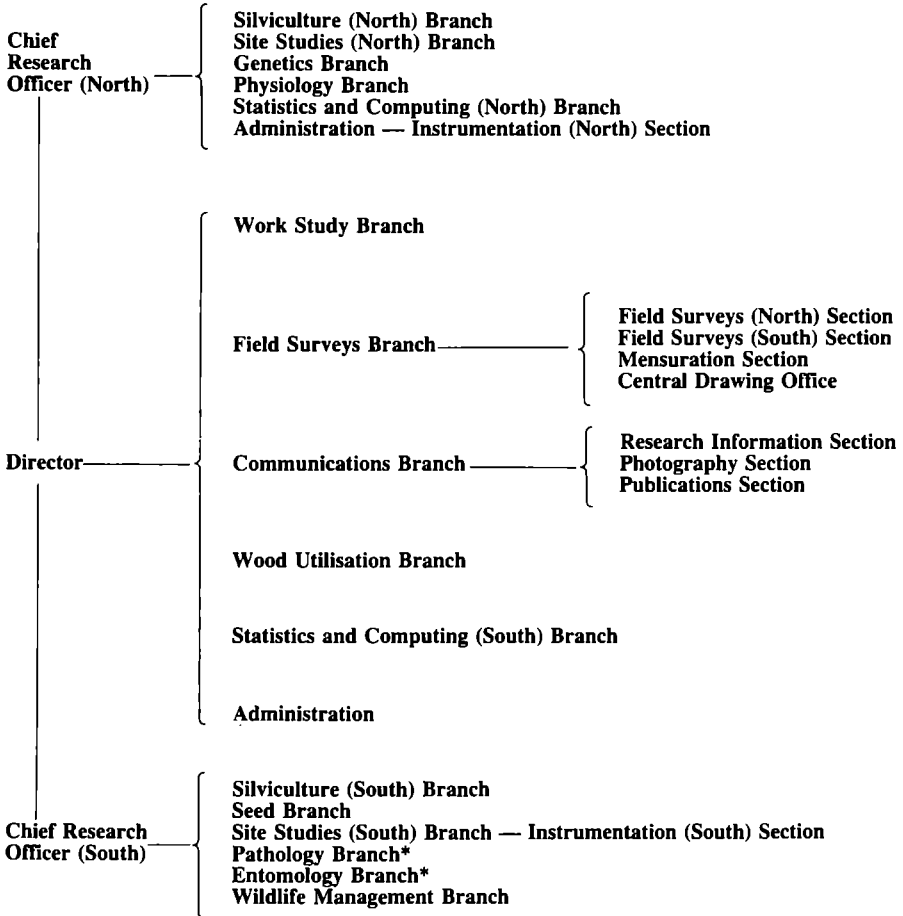 Chief
Research
Officer (North)
Silviculture (North) Branch
Site Studies (North) Branch
Genetics Branch
Physiology Branch
Statistics and Computing (North) Branch
Administration — Instrumentation (North) Section
Director
Work Study Branch
Field Surveys Branch
Field Surveys (North) Section
Field Surveys (South) Section
Mensuration Section
Central Drawing Office
Communications Branch
Research Information Section
Photography Section
Publications Section
Wood Utilisation Branch
Statistics and Computing (South) Branch
Administration
Chief Research
Officer (South)
Silviculture (South) Branch
Seed Branch
Site Studies (South) Branch — Instrumentation (South) Section
Pathology Branch*
Entomology Branch*
Wildlife Management Branch